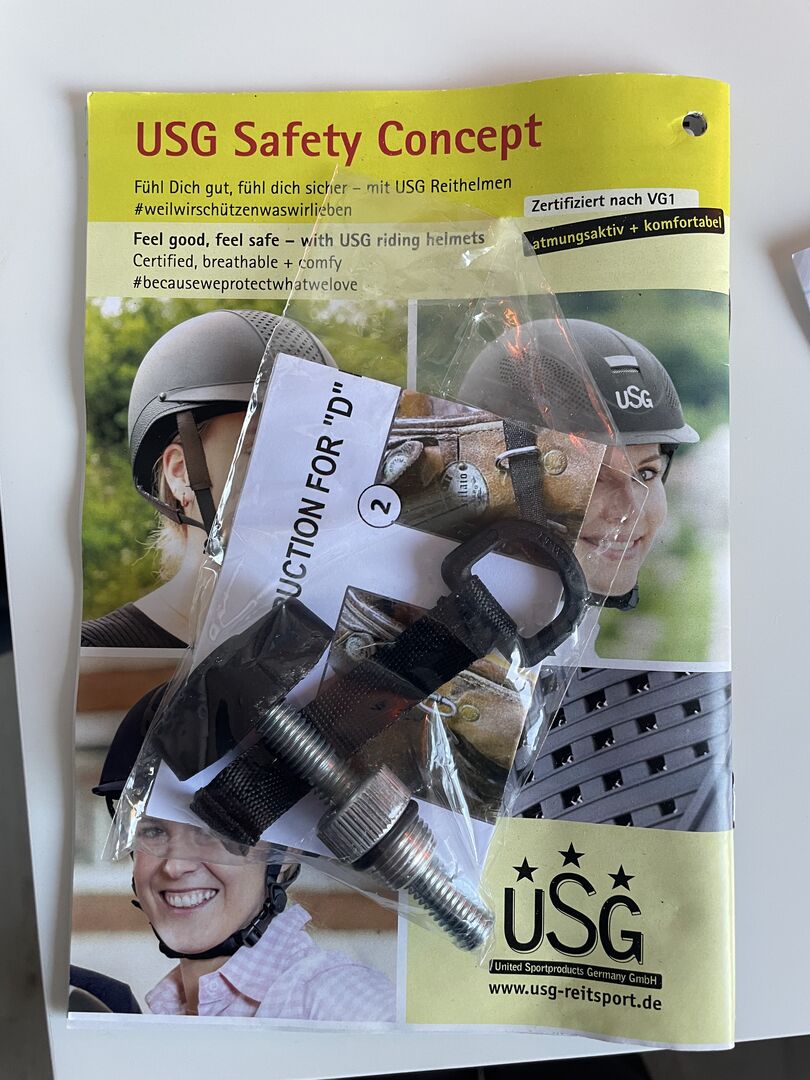 USG Safety Concept
Fühl Dich gut, fühl dich sicher – mit USG Reithelmen
#weilwirschützenwaswirlieben
Zertifiziert nach VG1
atmungsaktiv + komfortabel
Feel good, feel safe – with USG riding helmets
Certified, breathable + comfy
#becauseweprotectwhatwelove
USG
UCTION FOR "D"
2
USG
United Sportproducts Germany GmbH
www.usg-reitsport.de